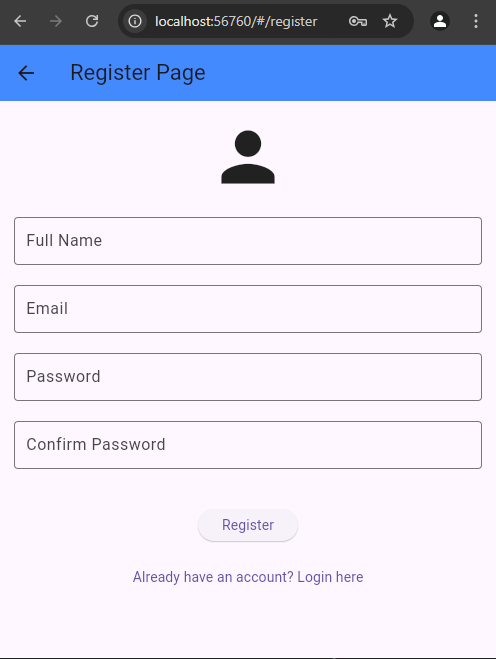 localhost:56760/#/register
Register Page
Full Name
Email
Password
Confirm Password
Register
Already have an account? Login here